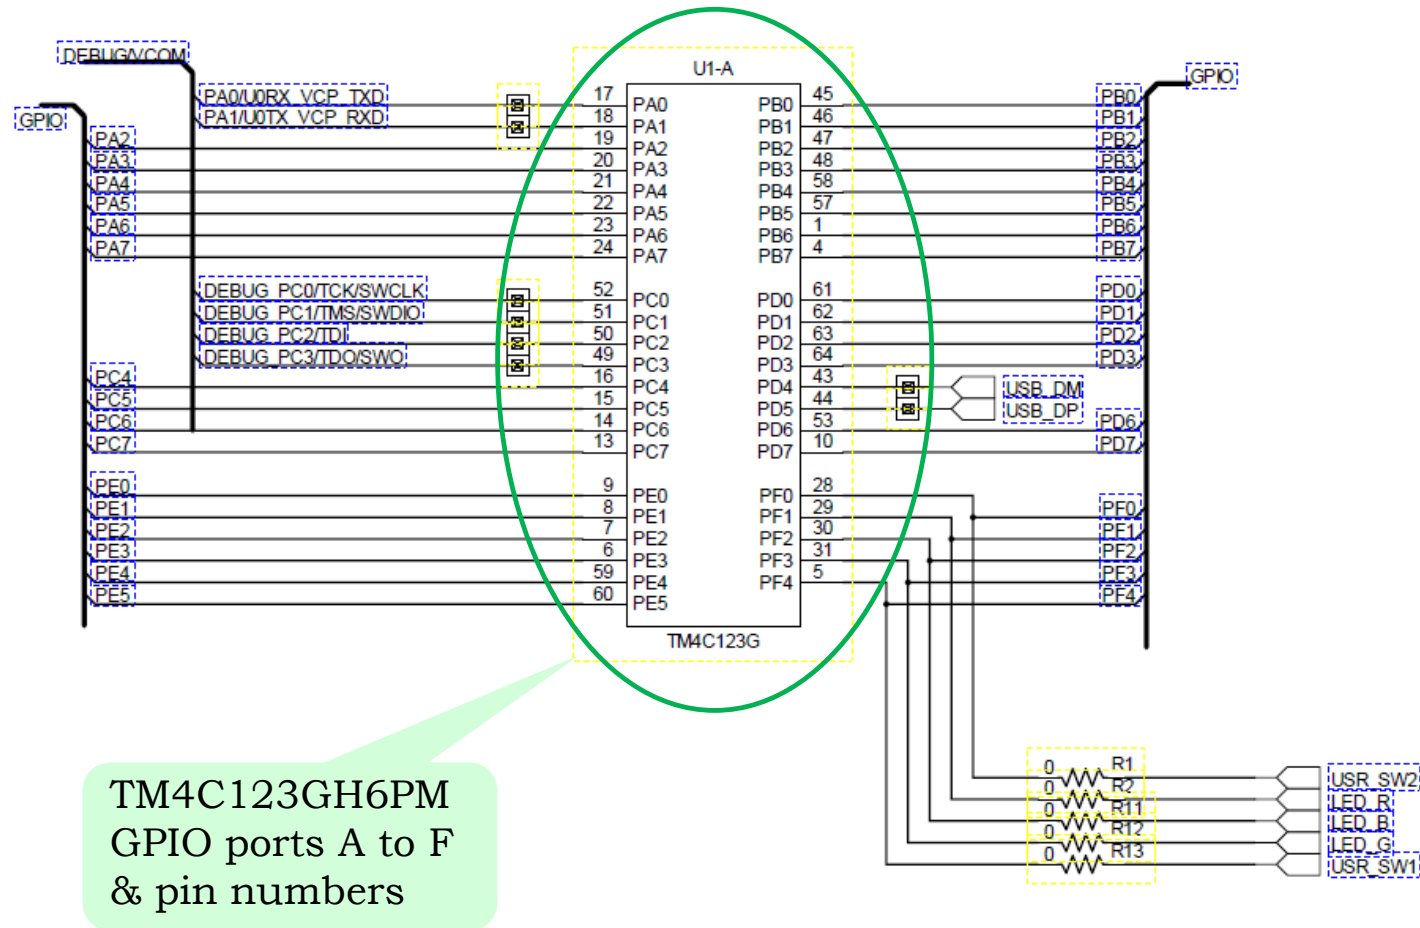 DEBUG/VCOM
U1-A
GPIO
GPIO
PA0/U0RX VCP TXD
PA1/U0TX VCP RXD
PA2
PA3
PA4
PA5
PA6
PA7
17 PA0
18 PA1
19 PA2
20 PA3
21 PA4
22 PA5
23 PA6
24 PA7
PB0 45
PB1 46
PB2 47
PB3 48
PB4 58
PB5 57
PB6 1
PB7 4
PB0
PB1
PB2
PB3
PB4
PB5
PB6
PB7
DEBUG_PC0/TCK/SWCLK
DEBUG_PC1/TMS/SWDIO
DEBUG_PC2/TDI
DEBUG_PC3/TDO/SWO
PC4
PC5
PC6
PC7
52 PC0
51 PC1
50 PC2
49 PC3
16 PC4
15 PC5
14 PC6
13 PC7
PD0 61
PD1 62
PD2 63
PD3 64
PD4 43
PD5 44
PD6 53
PD7 10
PD0
PD1
PD2
PD3
USB_DM
USB_DP
PD6
PD7
PE0
PE1
PE2
PE3
PE4
PE5
9 PE0
8 PE1
7 PE2
6 PE3
59 PE4
60 PE5
PF0 28
PF1 29
PF2 30
PF3 31
PF4 5
PF0
PF1
PF2
PF3
PF4
TM4C123G
TM4C123GH6PM
GPIO ports A to F
& pin numbers
0 R1 USR_SW2
0 R2 LED_R
0 R11 LED_B
0 R12 LED_G
0 R13 USR_SW1